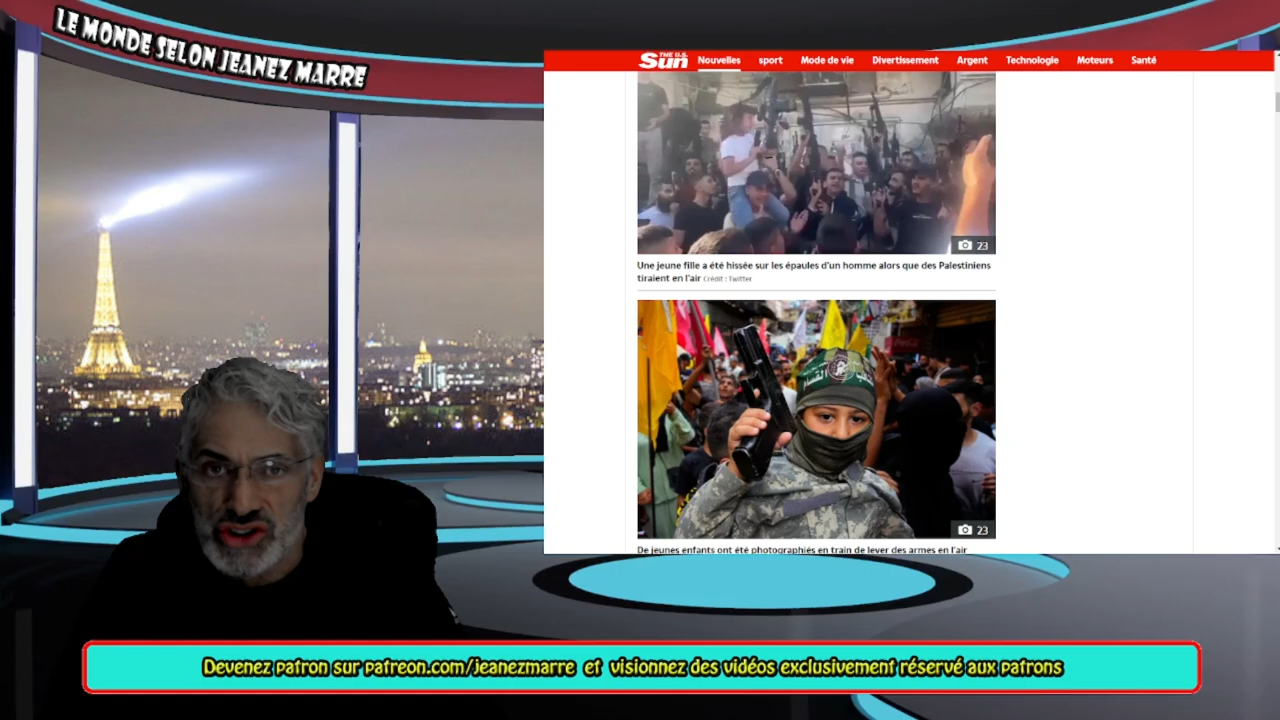 LE MONDE SELON JEANEZ MARRE
THE U.S. Sun Nouvelles sport Mode de vie Divertissement Argent Technologie Moteurs Santé
23
Une jeune fille a été hissée sur les épaules d'un homme alors que des Palestiniens
tiraient en l'air Crédit : Twitter
23
De jeunes enfants ont été photographiés en train de lever des armes en l'air
Devenez patron sur patreon.com/jeanezmarre et visionnez des vidéos exclusivement réservé aux patrons